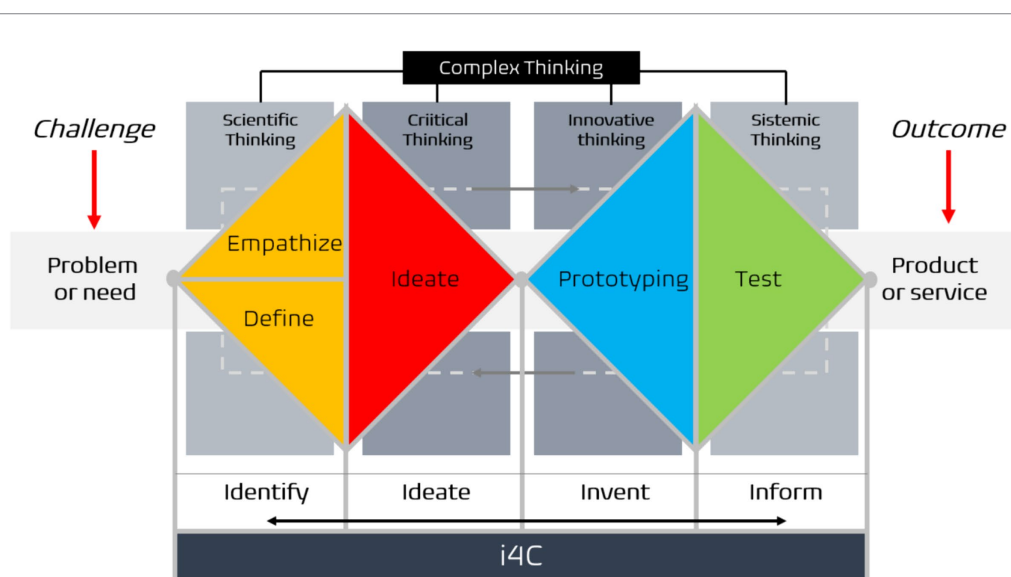 Complex Thinking
Challenge
Scientific
Thinking
Criitical
Thinking
Innovative
thinking
Sistemic
Thinking
Outcome
Problem
or need
Empathize
Define
Ideate
Prototyping
Test
Product
or service
Identify
Ideate
Invent
Inform
i4C